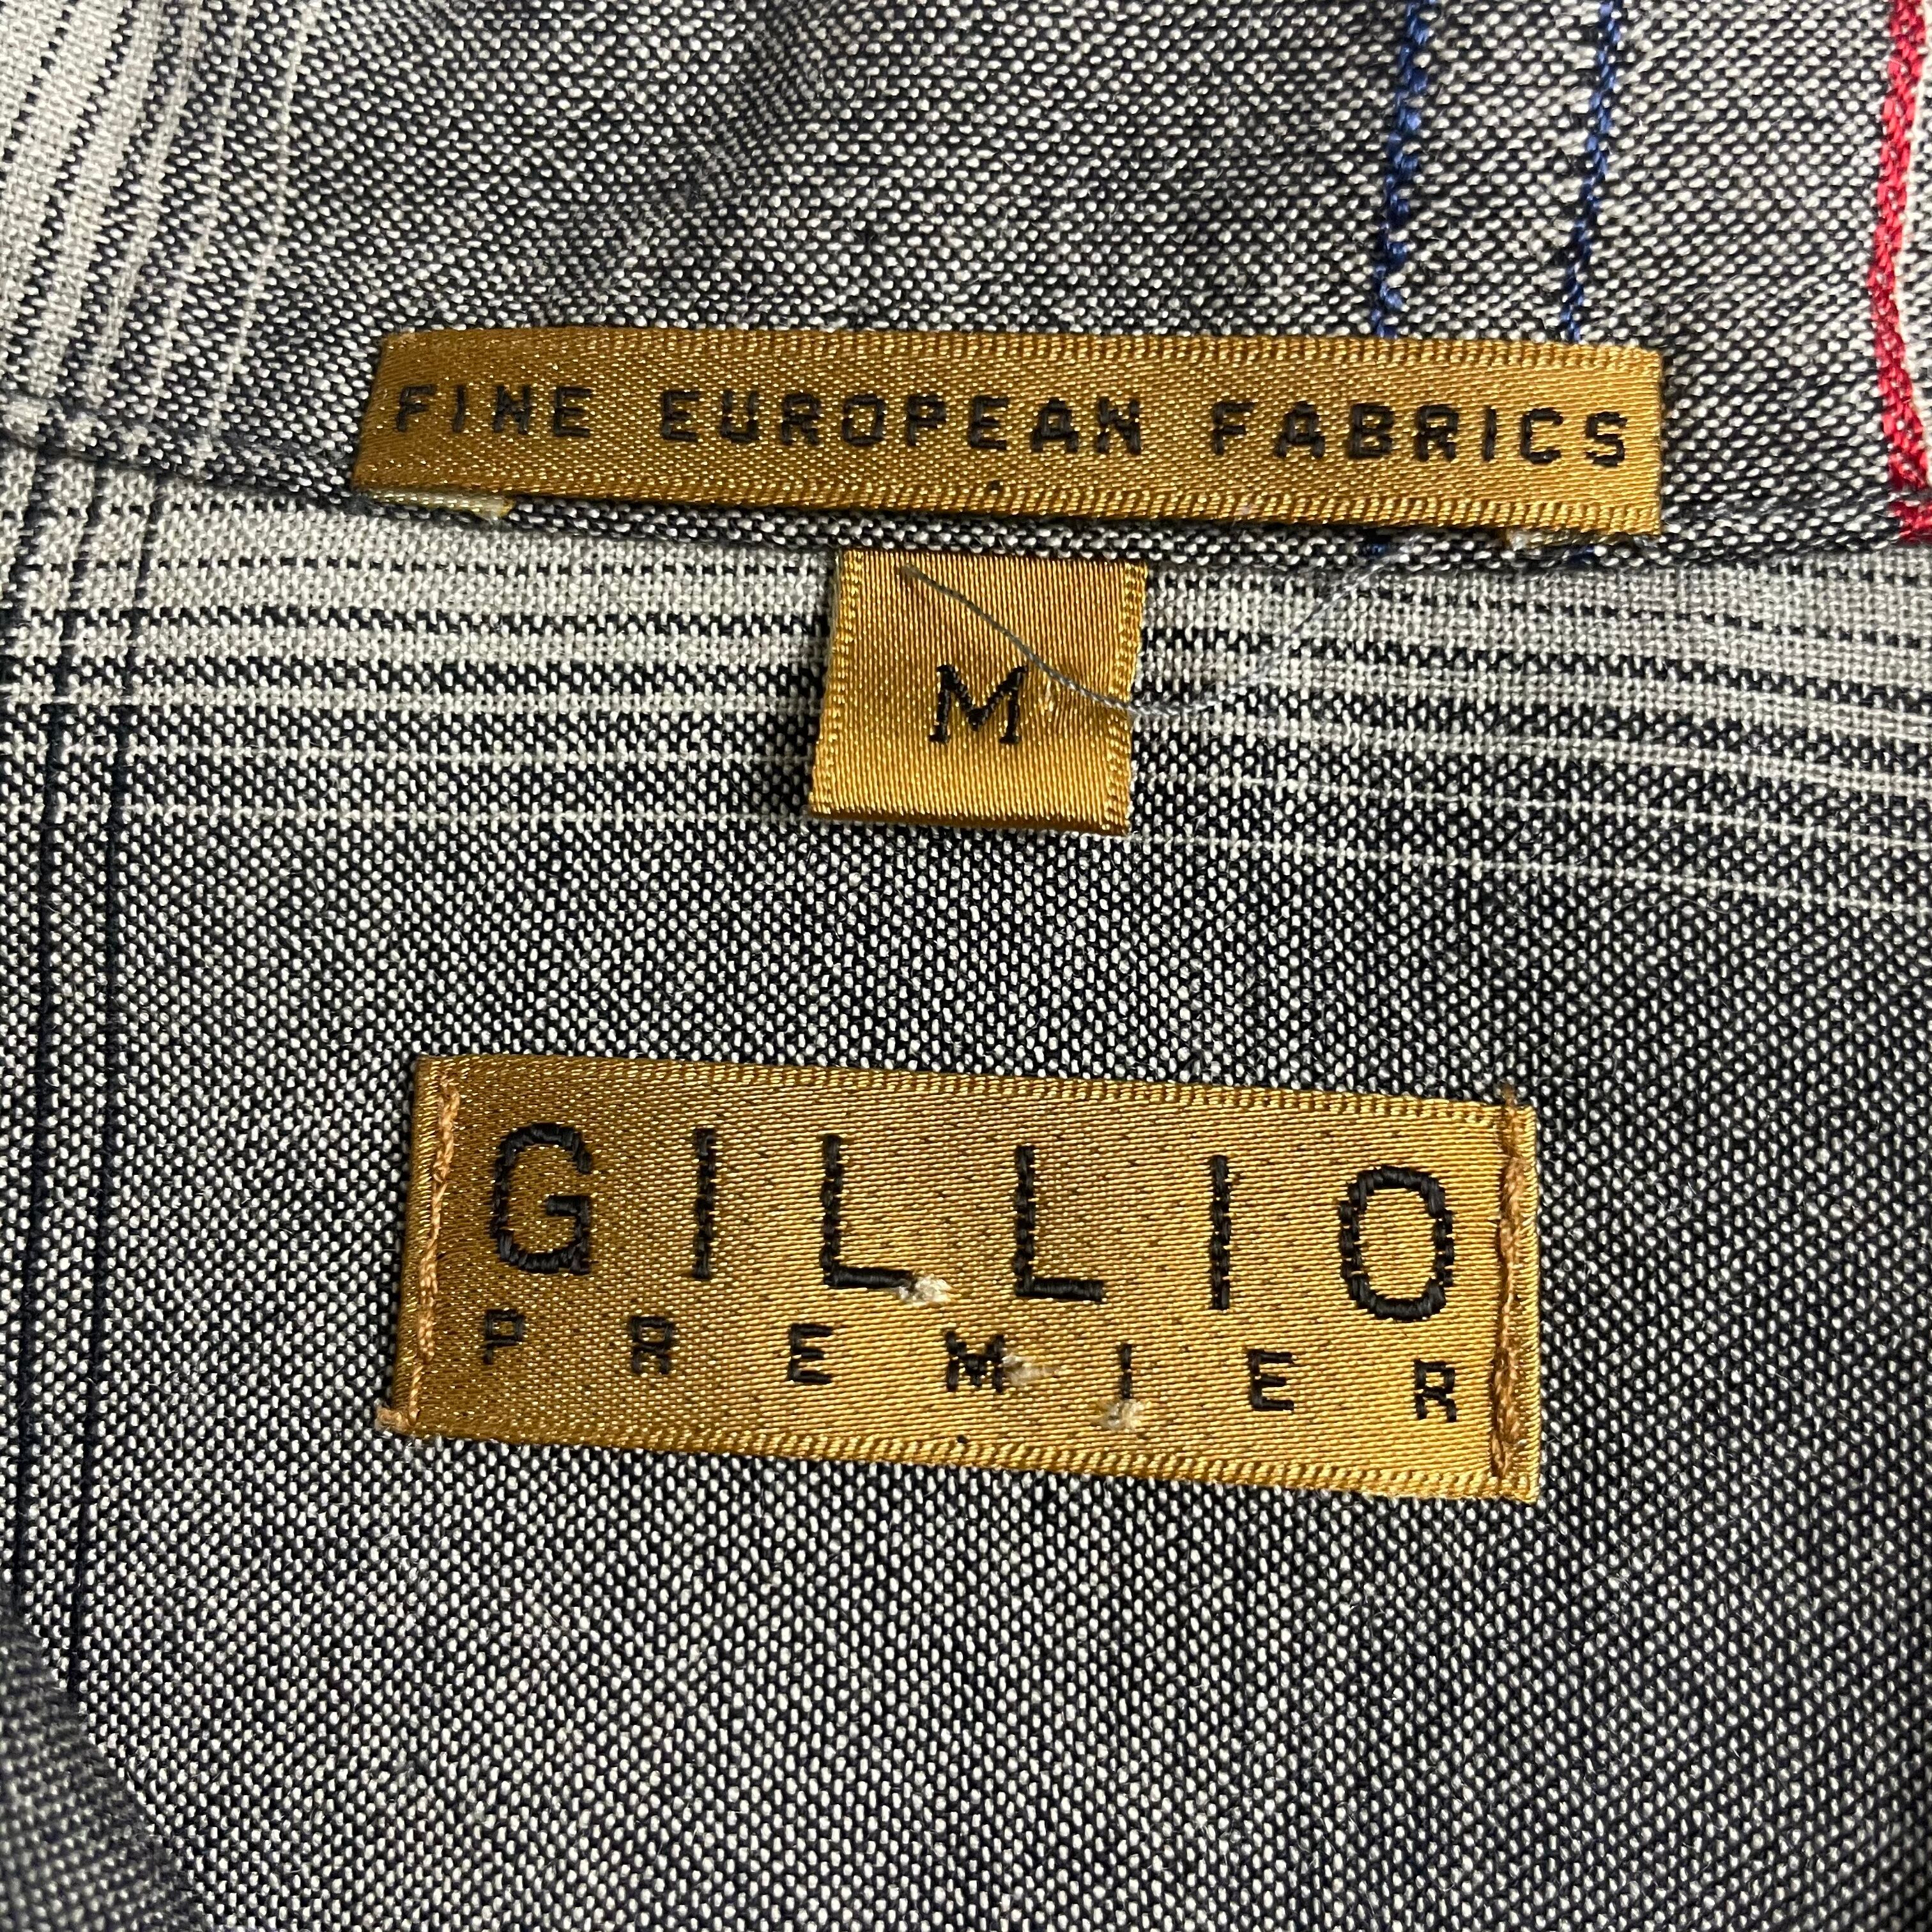 FINE EUROPEAN FABRICS
M
GILLIO
PREMIER